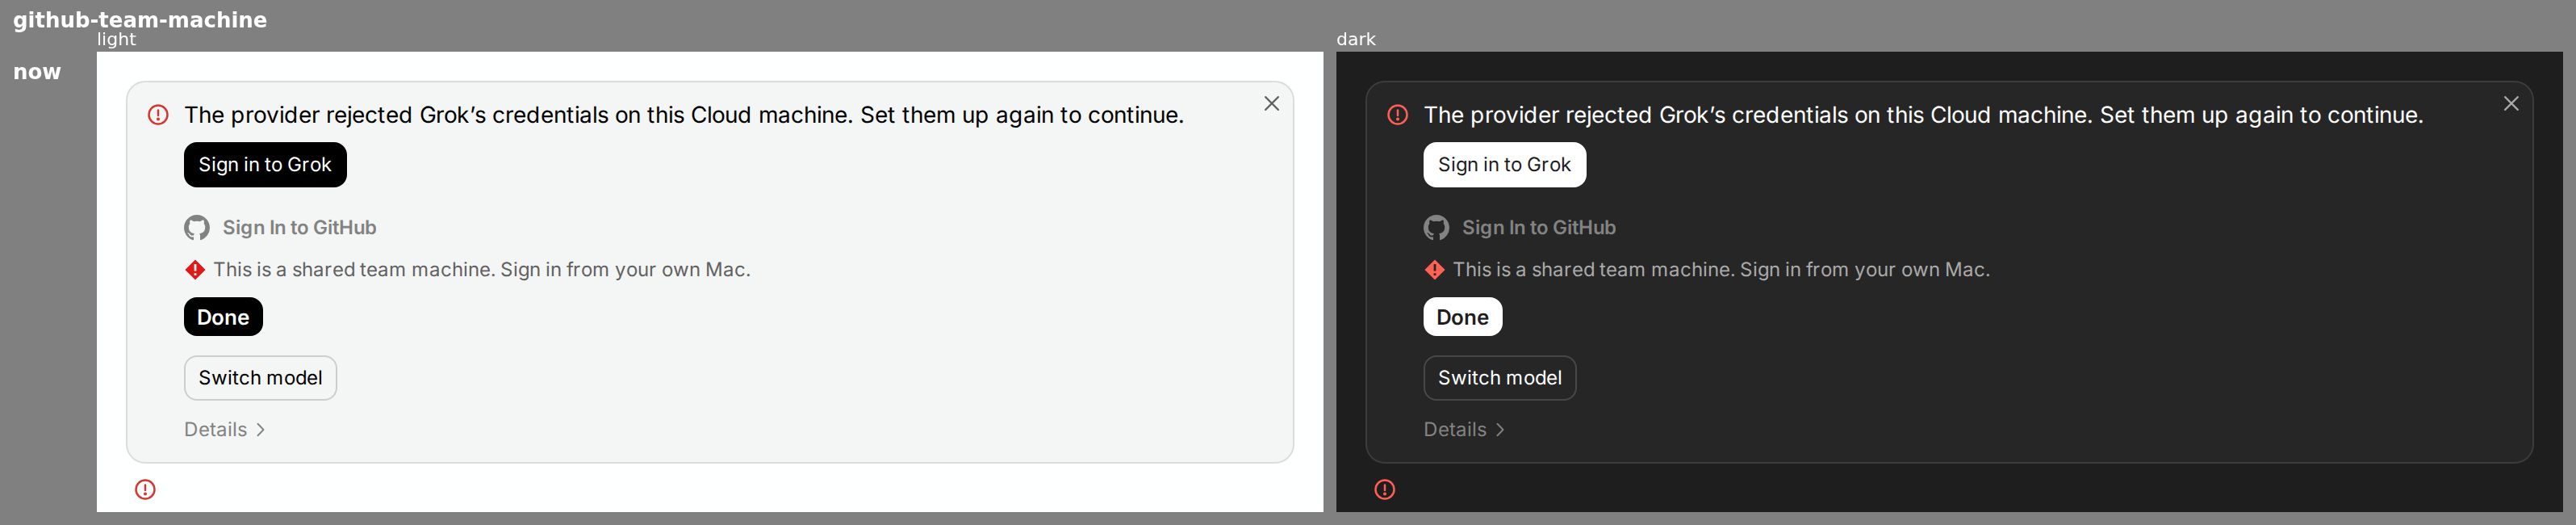 github-team-machine
light
dark
now
The provider rejected Grok’s credentials on this Cloud machine. Set them up again to continue.
Sign in to Grok
Sign In to GitHub
This is a shared team machine. Sign in from your own Mac.
Done
Switch model
Details
The provider rejected Grok’s credentials on this Cloud machine. Set them up again to continue.
Sign in to Grok
Sign In to GitHub
This is a shared team machine. Sign in from your own Mac.
Done
Switch model
Details